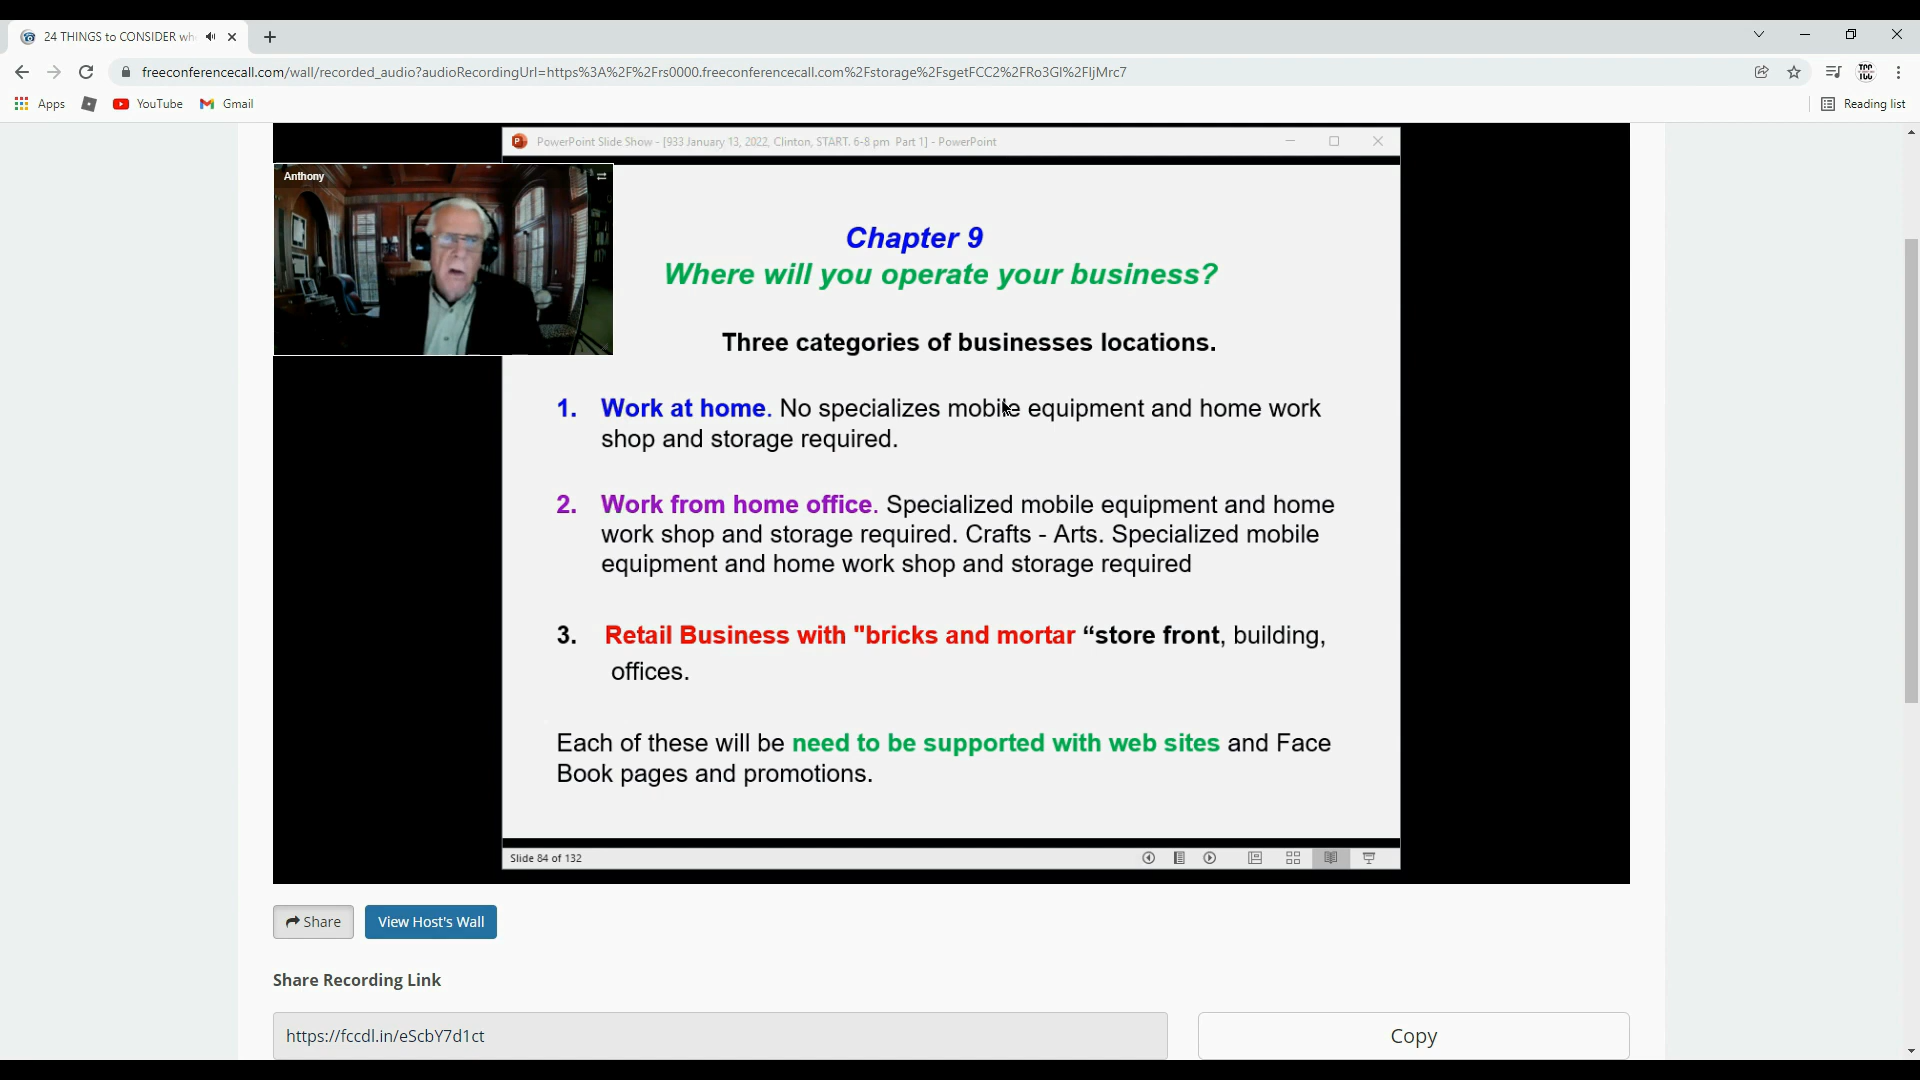 24 THINGS to CONSIDER wh
freeconferencecall.com/wall/recorded_audio?audioRecordingUrl=https%3A%2F%2Frs0000.freeconferencecall.com%2Fstorage%2FsgetFCC2%2FRo3Gl%2FljMrc7
Apps YouTube Gmail Reading list
PowerPoint Slide Show - [933 January 13, 2022, Clinton, START. 6-8 pm Part 1] - PowerPoint
Anthony
Chapter 9
Where will you operate your business?
Three categories of businesses locations.
1. Work at home. No specializes mobile equipment and home work
shop and storage required.
2. Work from home office. Specialized mobile equipment and home
work shop and storage required. Crafts - Arts. Specialized mobile
equipment and home work shop and storage required
3. Retail Business with "bricks and mortar “store front, building,
offices.
Each of these will be need to be supported with web sites and Face
Book pages and promotions.
Slide 84 of 132
Share View Host's Wall
Share Recording Link
https://fccdl.in/eScbY7d1ct
Copy